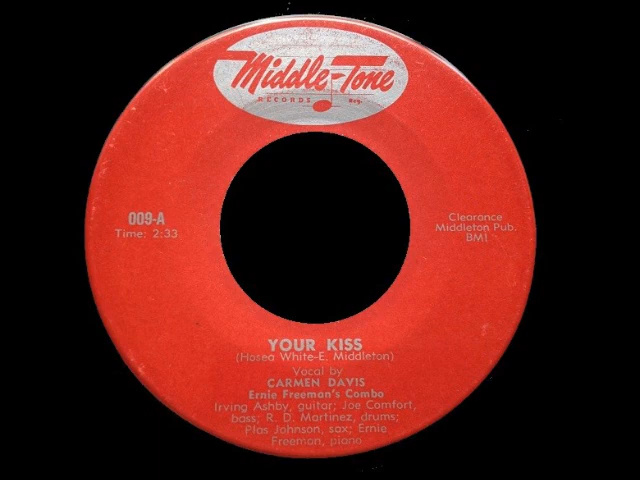 Middle-Tone
RECORDS Reg.
009-A
Time: 2:33
Clearance
Middleton Pub.
BMI
YOUR KISS
(Hosea White-E. Middleton)
Vocal by
CARMEN DAVIS
Ernie Freeman's Combo
Irving Ashby, guitar; Joe Comfort,
bass; R. D. Martinez, drums;
Plas Johnson, sax; Ernie
Freeman, piano